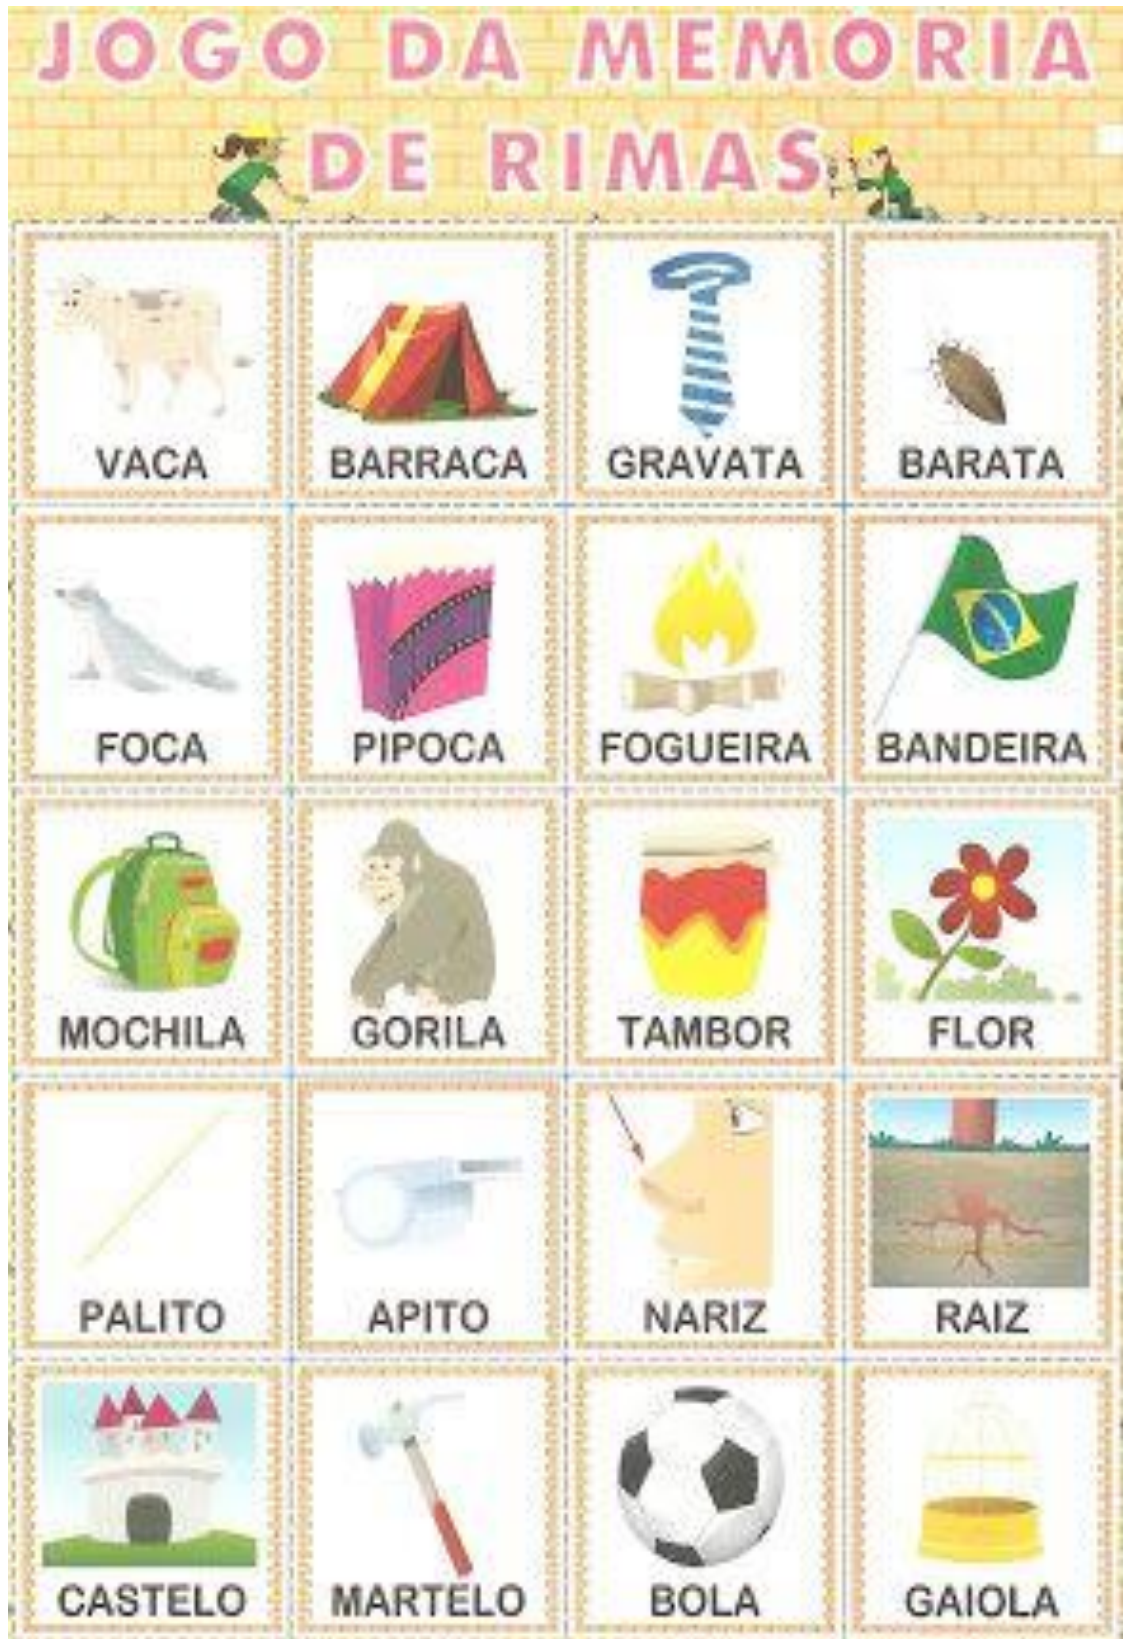 JOGO DA MEMORIA
DE RIMAS
VACA BARRACA GRAVATA BARATA
FOCA PIPOCA FOGUEIRA BANDEIRA
MOCHILA GORILA TAMBOR FLOR
PALITO APITO NARIZ RAIZ
CASTELO MARTELO BOLA GAIOLA